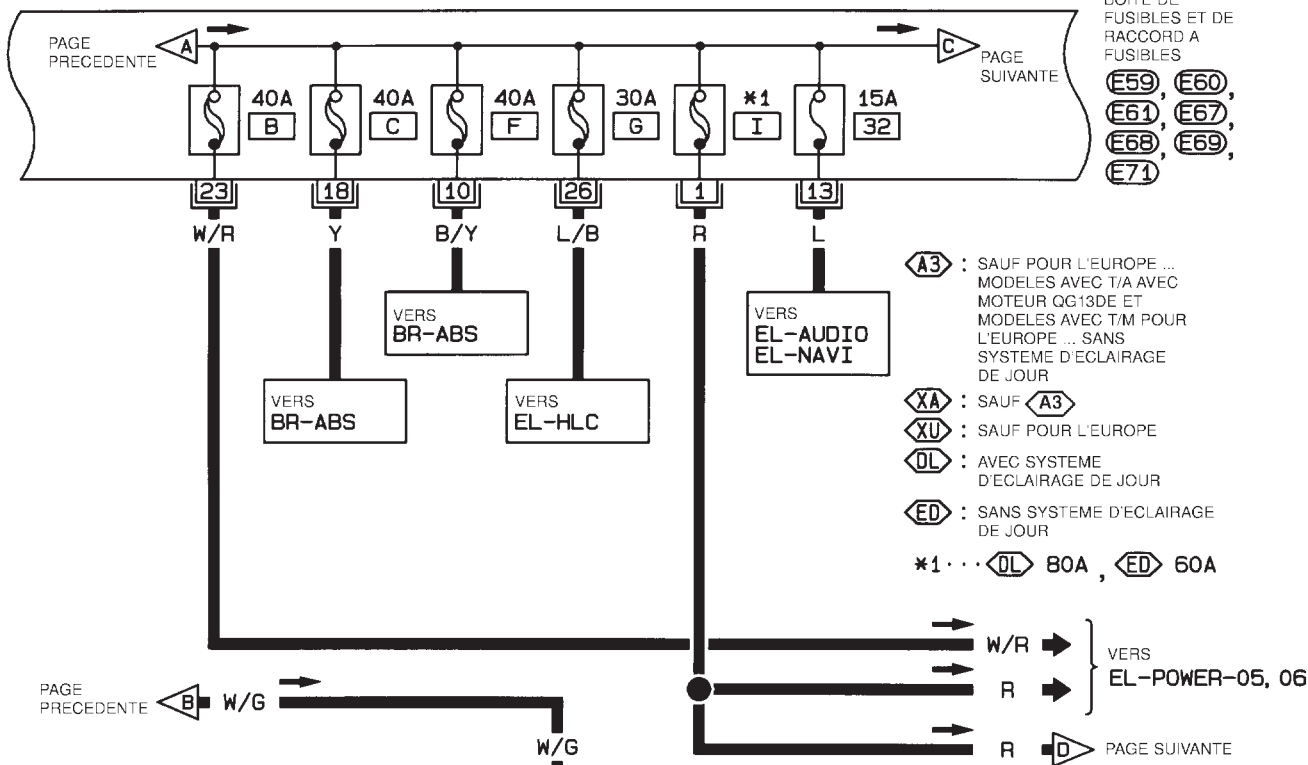 BOITE DE
FUSIBLES ET DE
RACCORD A
FUSIBLES
E59, E60,
E61, E67,
E68, E69,
E71
PAGE
PRECEDENTE
A
C
PAGE
SUIVANTE
40A
B
40A
C
40A
F
30A
G
*1
I
15A
32
23
18
10
26
1
13
W/R
Y
B/Y
L/B
R
L
VERS
BR-ABS
VERS
BR-ABS
VERS
EL-HLC
VERS
EL-AUDIO
EL-NAVI
A3 : SAUF POUR L'EUROPE ...
MODELES AVEC T/A AVEC
MOTEUR QG13DE ET
MODELES AVEC T/M POUR
L'EUROPE ... SANS
SYSTEME D'ECLAIRAGE
DE JOUR
XA : SAUF A3
XU : SAUF POUR L'EUROPE
DL : AVEC SYSTEME
D'ECLAIRAGE DE JOUR
ED : SANS SYSTEME D'ECLAIRAGE
DE JOUR
*1··· DL 80A , ED 60A
W/R
R
VERS
EL-POWER-05, 06
PAGE
PRECEDENTE
B
W/G
W/G
R
D
PAGE SUIVANTE